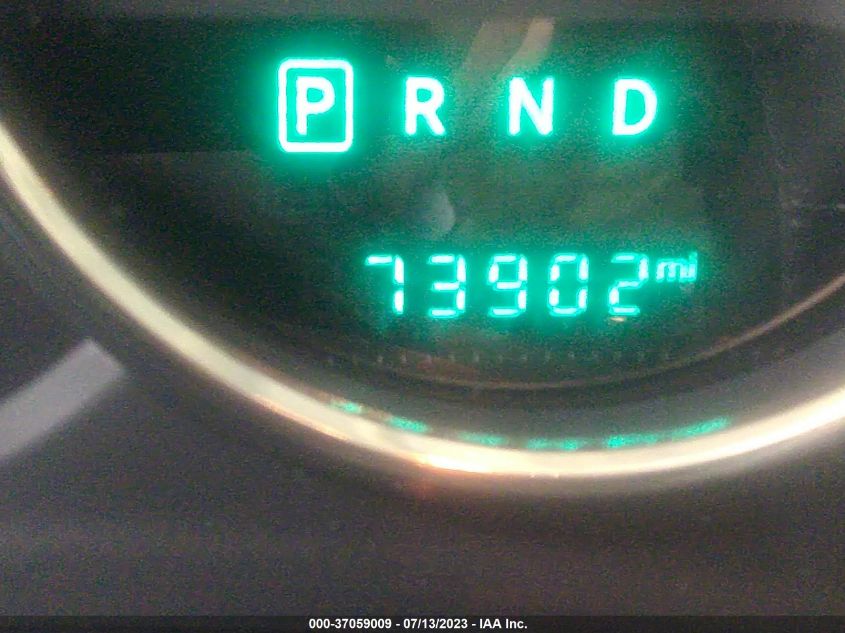 P R N D
73902 mi
000-37059009 - 07/13/2023 - IAA Inc.